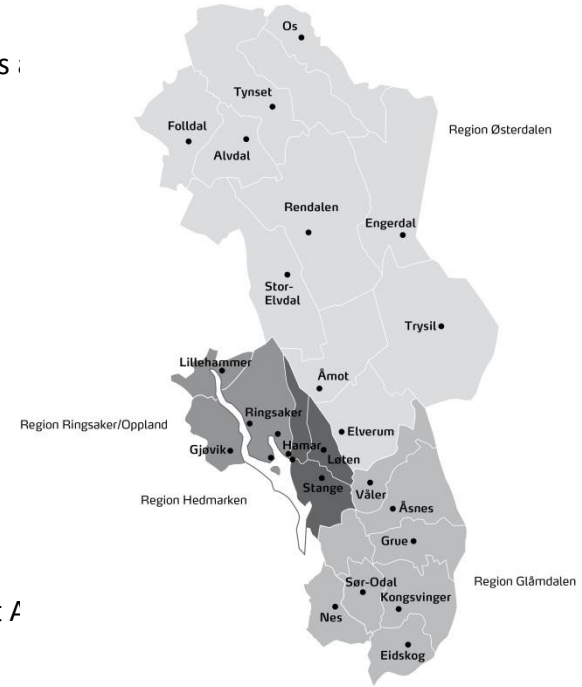 Os
Tynset
Folldal
Alvdal
Region Østerdalen
Rendalen
Engerdal
Stor-
Elvdal
Trysil
Lillehammer
Åmot
Ringsaker
Region Ringsaker/Oppland
Elverum
Gjøvik
Hamar
Løten
Stange
Våler
Region Hedmarken
Åsnes
Grue
Sør-Odal
Region Glåmdalen
Kongsvinger
Nes
Eidskog